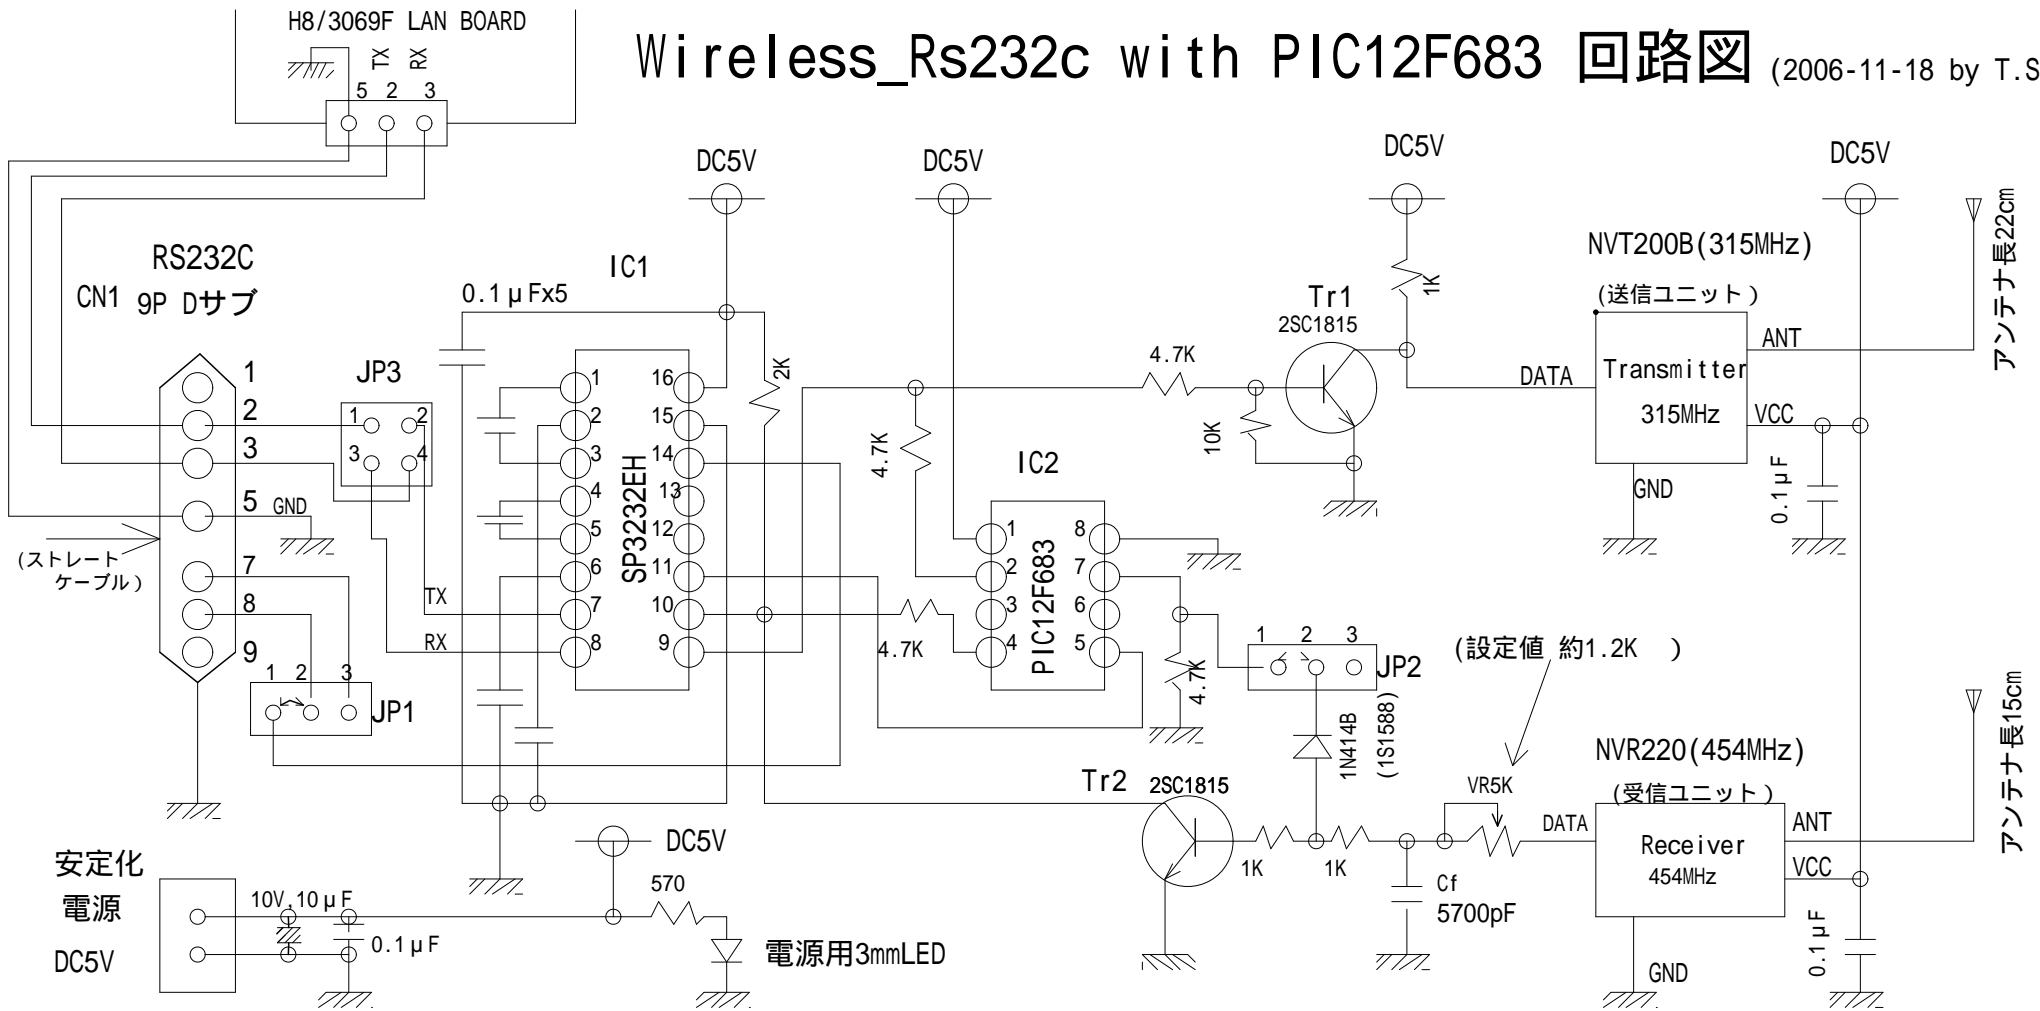 H8/3069F LAN BOARD
Wireless_Rs232c with PIC12F683 回路図 (2006-11-18 by T.S
TX
RX
5 2 3
DC5V
DC5V
DC5V
DC5V
アンテナ長22cm
RS232C
CN1 9P Dサブ
IC1
0.1μFx5
2K
1K
Tr1
2SC1815
NVT200B(315MHz)
(送信ユニット)
ANT
Transmitter
315MHz
DATA
VCC
GND
0.1μF
4.7K
10K
4.7K
1
2
3
5 GND
7
8
9
(ストレート
ケーブル)
JP3
1 2
3 4
TX
RX
SP3232EH
1 16
2 15
3 14
4 13
5 12
6 11
7 10
8 9
4.7K
IC2
PIC12F683
1 8
2 7
3 6
4 5
4.7K
1 2 3
JP2
1 2 3
JP1
(設定値 約1.2K )
1N414B
(1S1588)
VR5K
NVR220(454MHz)
(受信ユニット)
アンテナ長15cm
Tr2
2SC1815
1K
1K
DATA
Receiver
454MHz
ANT
VCC
GND
0.1μF
Cf
5700pF
安定化
電源
DC5V
10V,10μF
0.1μF
DC5V
570
電源用3mmLED